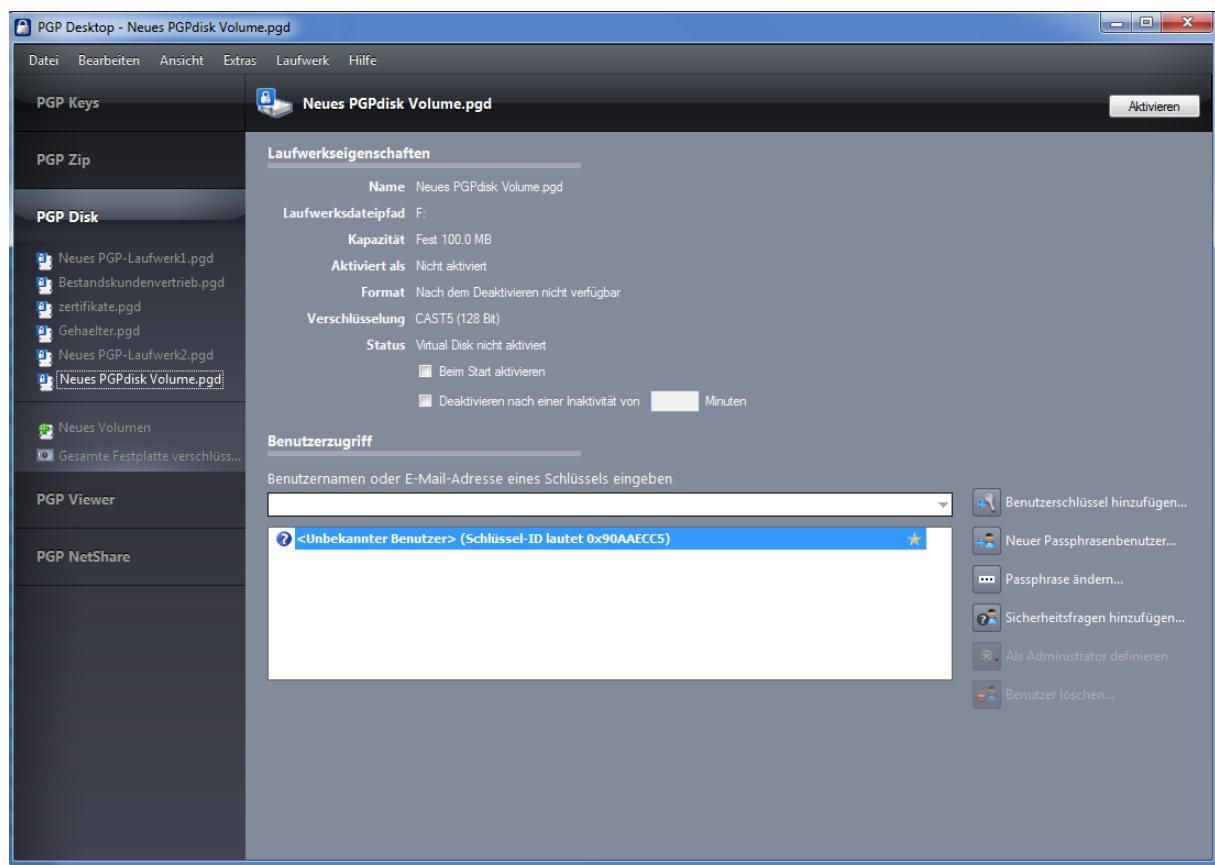 PGP Desktop - Neues PGPdisk Volume.pgd
Datei Bearbeiten Ansicht Extras Laufwerk Hilfe
PGP Keys
PGP Zip
PGP Disk
Neues PGP-Laufwerk1.pgd
Bestandskundenvertrieb.pgd
zertifikate.pgd
Gehaelter.pgd
Neues PGP-Laufwerk2.pgd
Neues PGPdisk Volume.pgd
Neues Volumen
Gesamte Festplatte verschlüss...
PGP Viewer
PGP NetShare
Neues PGPdisk Volume.pgd
Aktivieren
Laufwerkseigenschaften
Name Neues PGPdisk Volume.pgd
Laufwerksdateipfad F:
Kapazität Fest 100.0 MB
Aktiviert als Nicht aktiviert
Format Nach dem Deaktivieren nicht verfügbar
Verschlüsselung CAST5 (128 Bit)
Status Virtual Disk nicht aktiviert
Beim Start aktivieren
Deaktivieren nach einer Inaktivität von Minuten
Benutzerzugriff
Benutzernamen oder E-Mail-Adresse eines Schlüssels eingeben
<Unbekannter Benutzer> (Schlüssel-ID lautet 0x90AAECC5)
Benutzerschlüssel hinzufügen...
Neuer Passphrasenbenutzer...
Passphrase ändern...
Sicherheitsfragen hinzufügen...
Als Administrator definieren
Benutzer löschen...